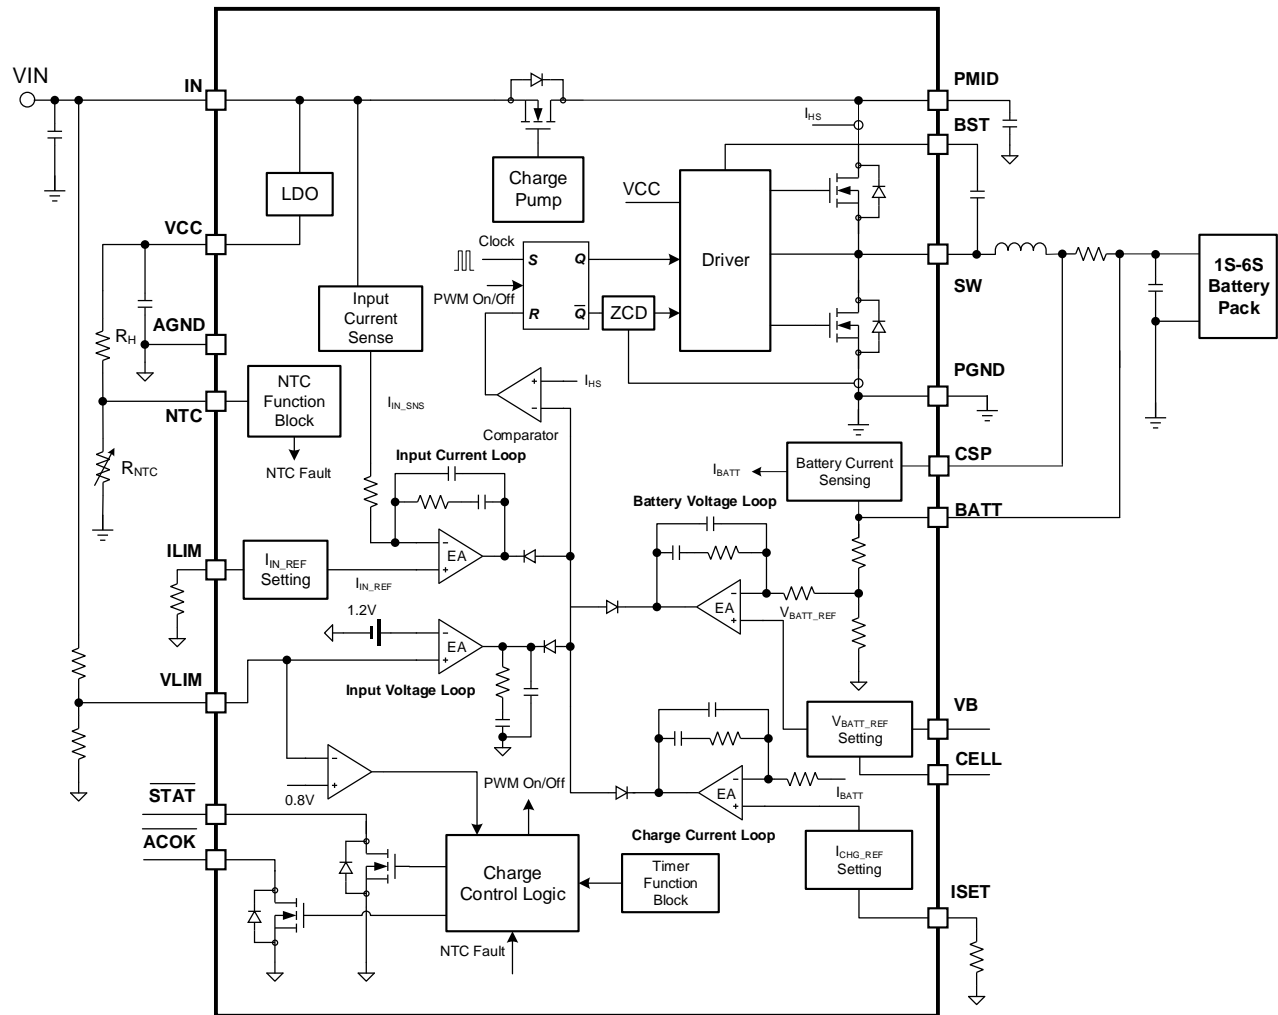 VIN
IN
PMID
I_HS
BST
LDO
Charge
Pump
VCC
Driver
VCC
Clock
S
Q
PWM On/Off
R
Q̅
ZCD
SW
1S-6S
Battery
Pack
Input
Current
Sense
AGND
R_H
NTC
NTC
Function
Block
NTC Fault
R_NTC
I_IN_SNS
+
−
I_HS
Comparator
PGND
Input Current Loop
I_BATT
Battery Current
Sensing
CSP
BATT
Battery Voltage Loop
ILIM
I_IN_REF
Setting
I_IN_REF
−
EA
+
1.2V
−
EA
+
−
EA
+
V_BATT_REF
VLIM
Input Voltage Loop
V_BATT_REF
Setting
VB
CELL
−
+
0.8V
PWM On/Off
−
EA
+
I_BATT
Charge Current Loop
S̅T̅A̅T̅
A̅C̅O̅K̅
Charge
Control Logic
Timer
Function
Block
I_CHG_REF
Setting
ISET
NTC Fault